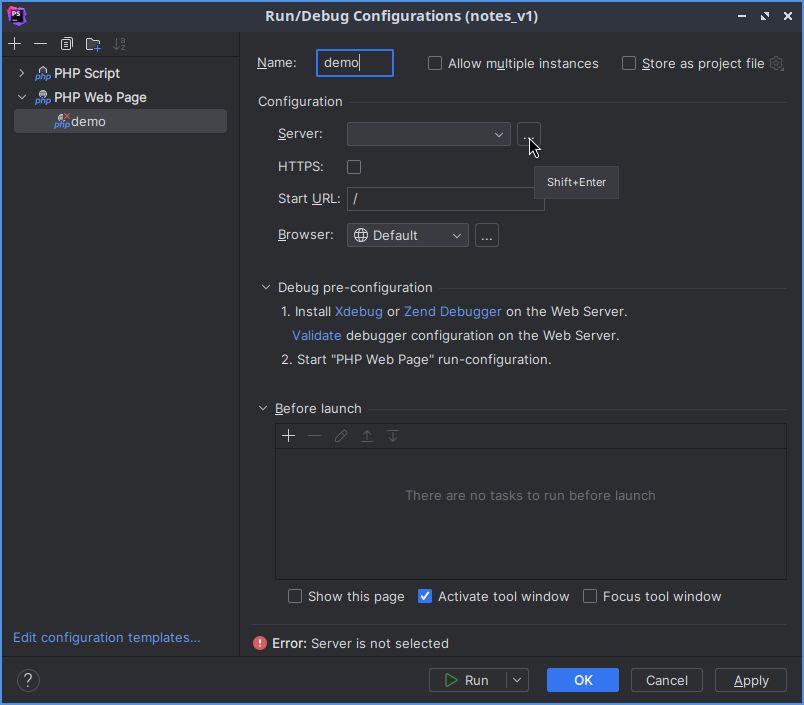 PS
Run/Debug Configurations (notes_v1)
Name: demo
Allow multiple instances
Store as project file
php PHP Script
php PHP Web Page
php demo
Configuration
Server:
...
HTTPS:
Shift+Enter
Start URL: /
Browser: Default ...
Debug pre-configuration
1. Install Xdebug or Zend Debugger on the Web Server.
Validate debugger configuration on the Web Server.
2. Start "PHP Web Page" run-configuration.
Before launch
There are no tasks to run before launch
Show this page
Activate tool window
Focus tool window
Edit configuration templates...
Error: Server is not selected
?
Run
OK
Cancel
Apply